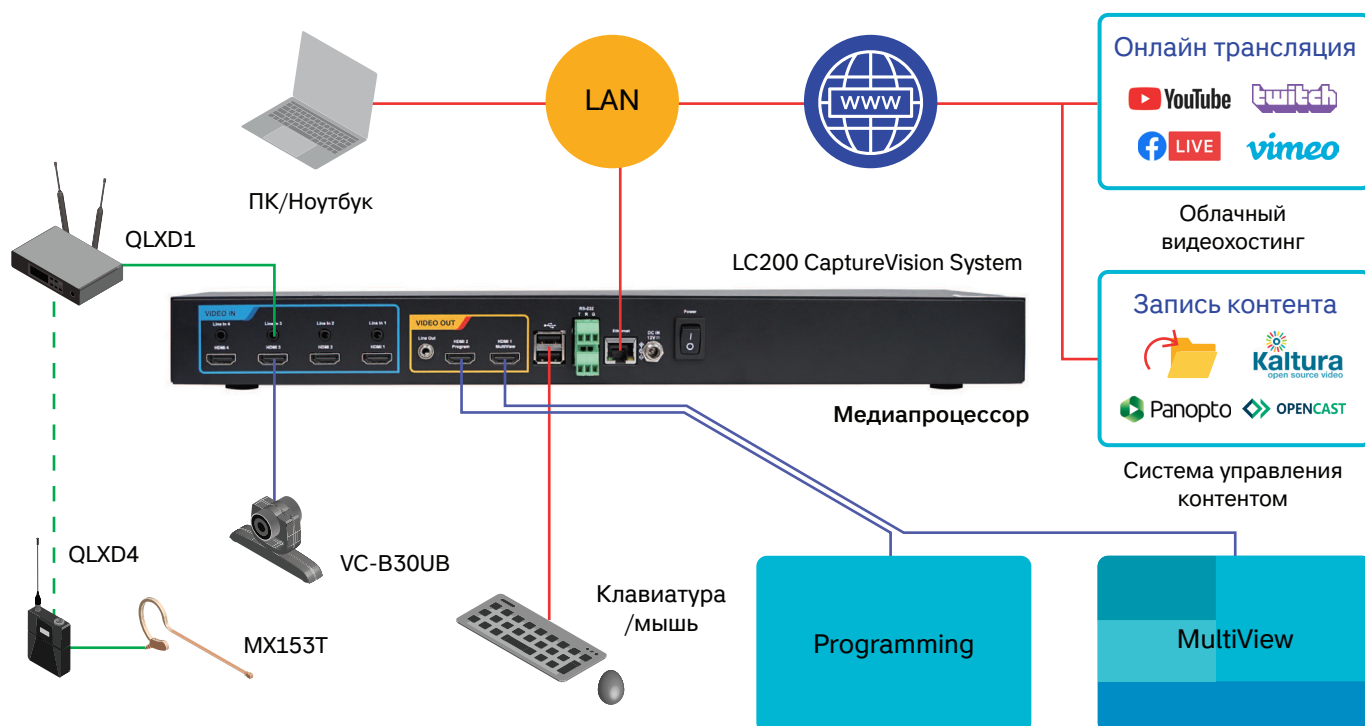 Онлайн трансляция
YouTube
twitch
LIVE
vimeo
Облачный
видеохостинг
LAN
www
ПК/Ноутбук
QLXD1
LC200 CaptureVision System
VIDEO IN
Line In 4
Line In 3
Line In 2
Line In 1
HDMI 4
HDMI 3
HDMI 2
HDMI 1
VIDEO OUT
Line Out
HDMI 2
Program
HDMI 1
MultiView
RS-232
T R G
Ethernet
DC IN
12V
Power
I
O
Медиапроцессор
Запись контента
Kaltura
open source video
Panopto
OPENCAST
Система управления
контентом
QLXD4
MX153T
VC-B30UB
Клавиатура
/мышь
Programming
MultiView